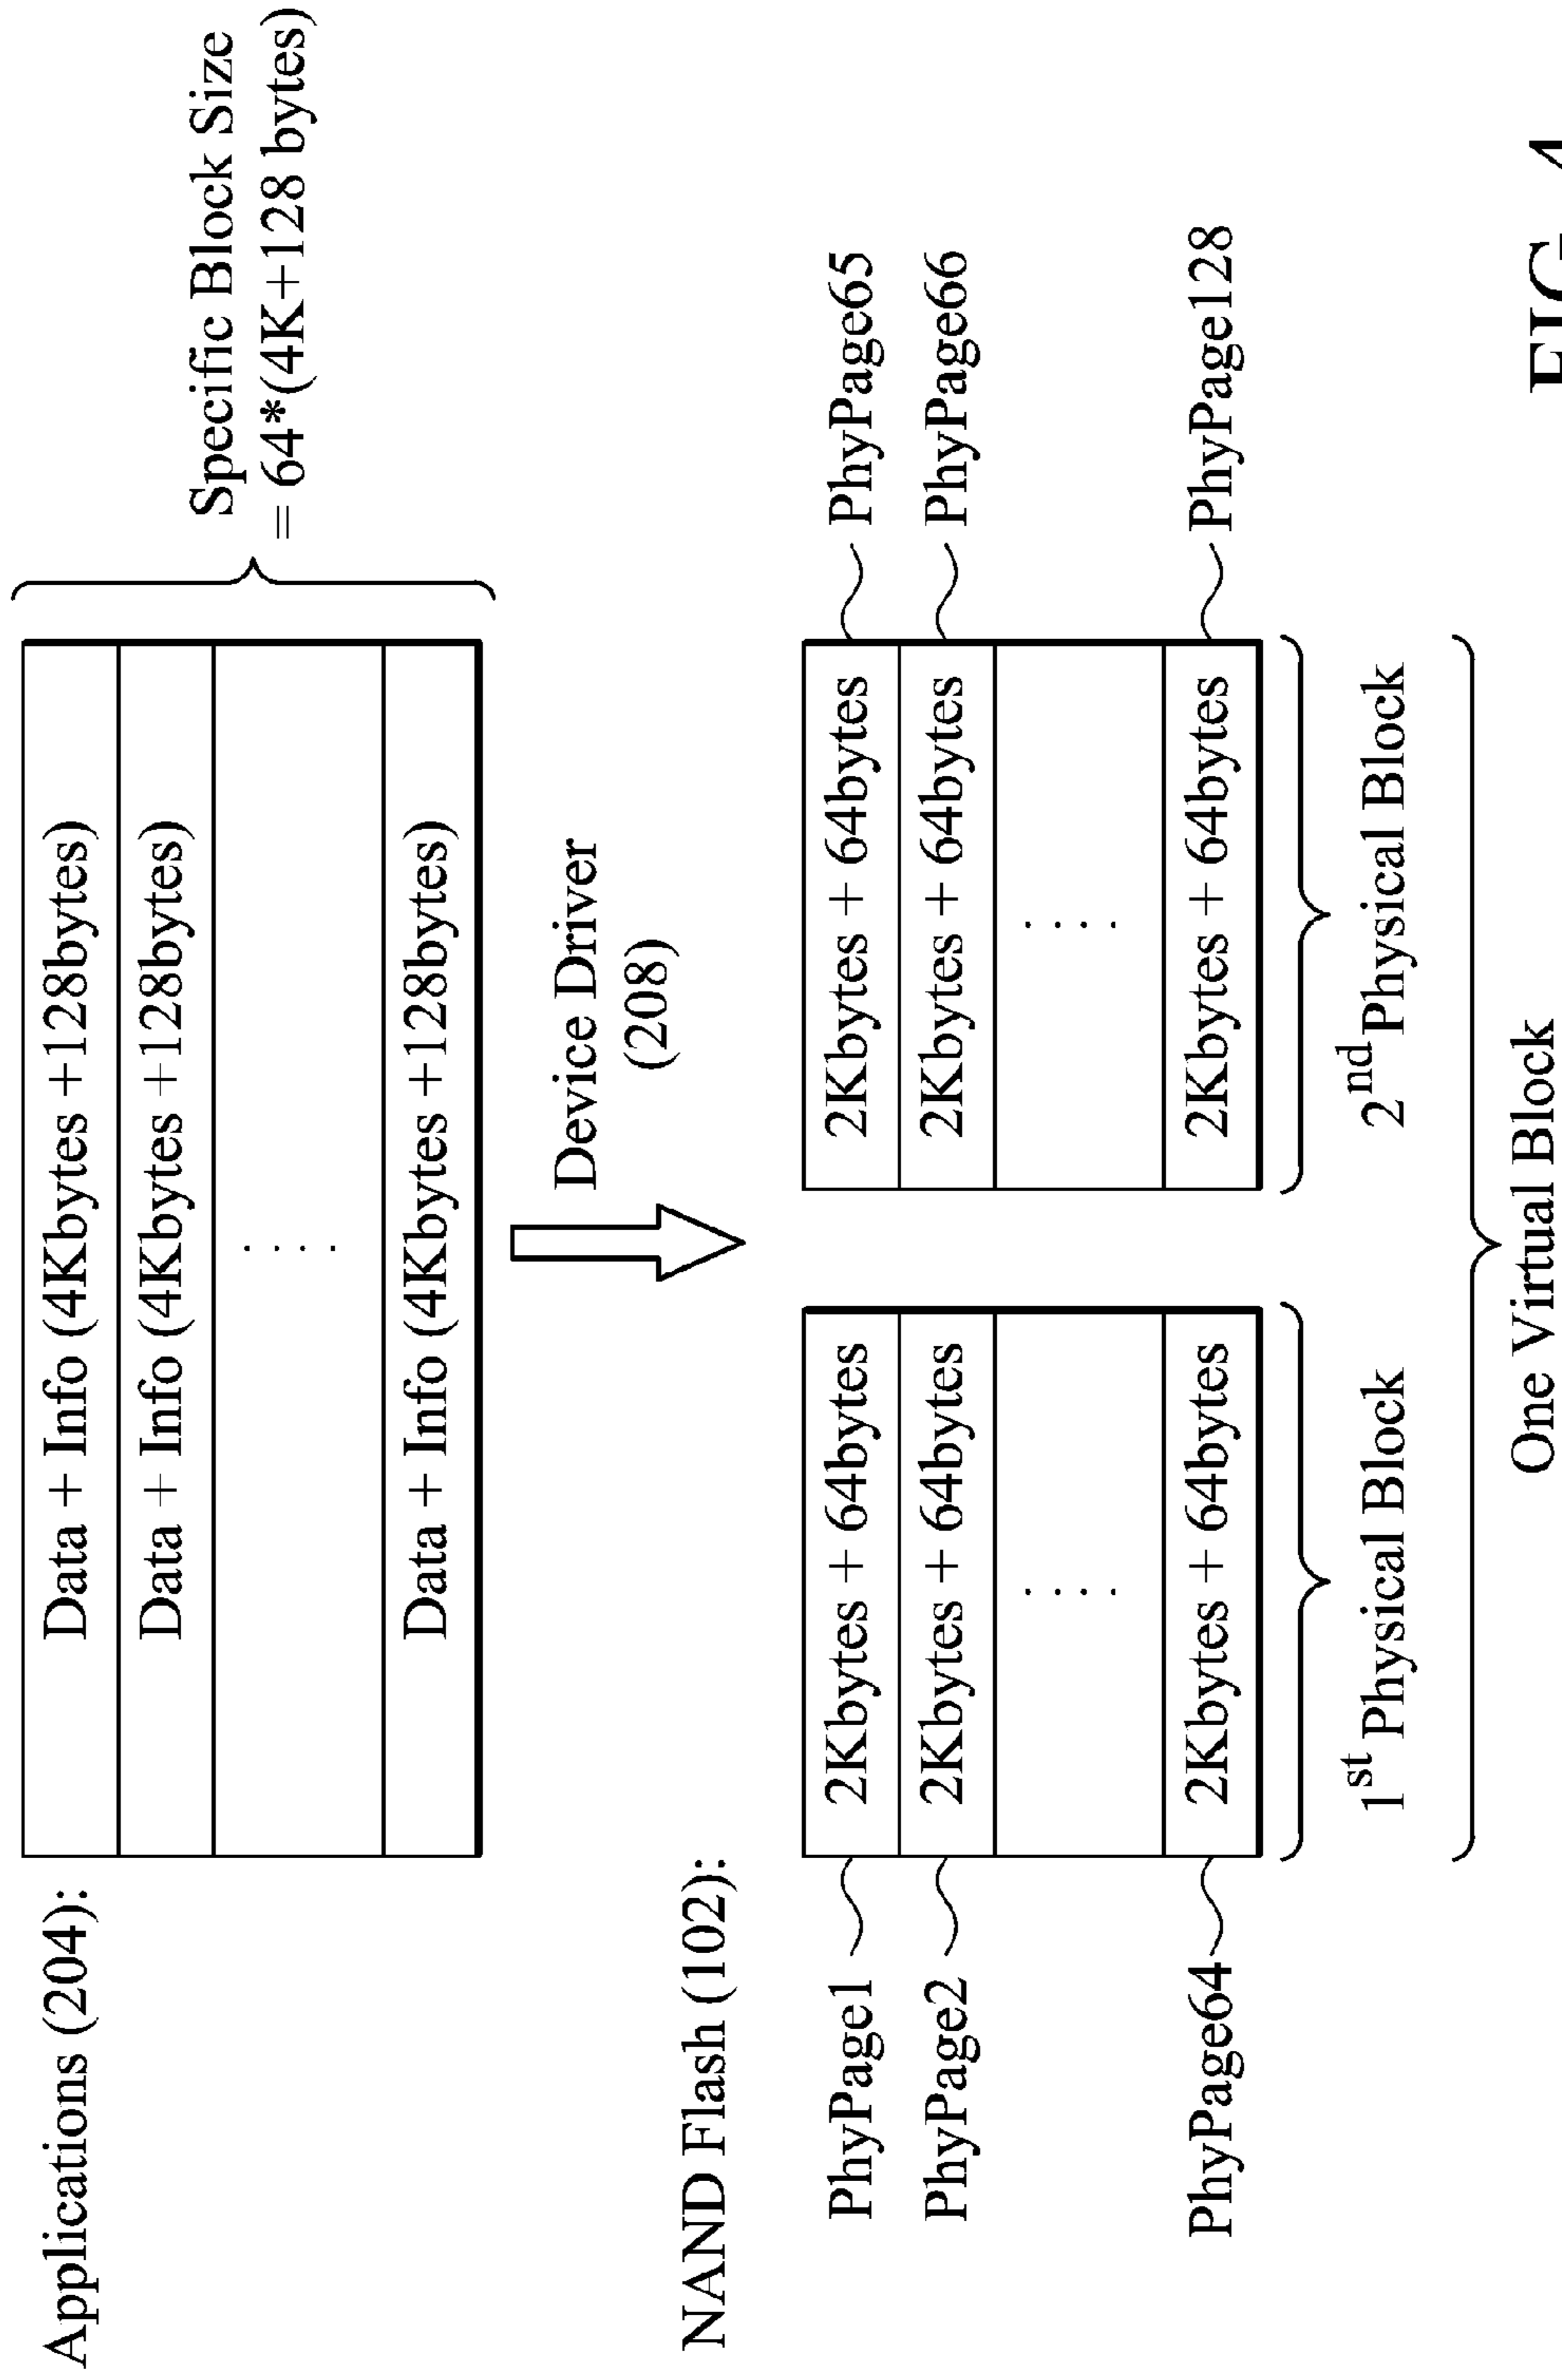 Applications (204):
Data + Info (4Kbytes +128bytes)
Data + Info (4Kbytes +128bytes)
. . . .
Data + Info (4Kbytes +128bytes)
Specific Block Size
= 64*(4K+128 bytes)
Device Driver
(208)
NAND Flash (102):
PhyPage1
2Kbytes + 64bytes
2Kbytes + 64bytes
PhyPage65
PhyPage2
2Kbytes + 64bytes
2Kbytes + 64bytes
PhyPage66
. . . .
. . . .
PhyPage64
2Kbytes + 64bytes
2Kbytes + 64bytes
PhyPage128
1st Physical Block
2nd Physical Block
One Virtual Block